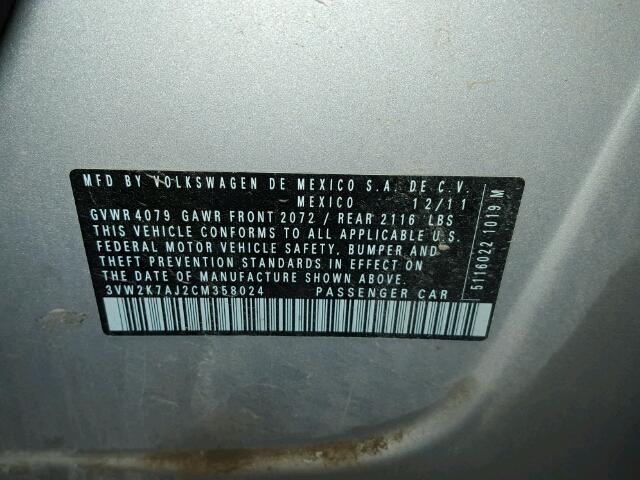 MFD BY VOLKSWAGEN DE MEXICO S.A. DE C.V.
MEXICO 12/11
GVWR 4079 GAWR FRONT 2072 / REAR 2116 LBS
THIS VEHICLE CONFORMS TO ALL APPLICABLE U.S.
FEDERAL MOTOR VEHICLE SAFETY, BUMPER AND
THEFT PREVENTION STANDARDS IN EFFECT ON
THE DATE OF MANUFACTURE SHOWN ABOVE.
3VW2K7AJ2CM358024 PASSENGER CAR
5116022 1019 M